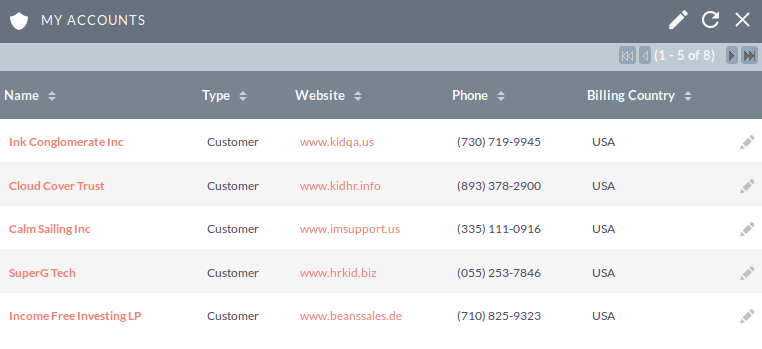 MY ACCOUNTS
(1 - 5 of 8)
Name Type Website Phone Billing Country
Ink Conglomerate Inc Customer www.kidqa.us (730) 719-9945 USA
Cloud Cover Trust Customer www.kidhr.info (893) 378-2900 USA
Calm Sailing Inc Customer www.imsupport.us (335) 111-0916 USA
SuperG Tech Customer www.hrkid.biz (055) 253-7846 USA
Income Free Investing LP Customer www.beanssales.de (710) 825-9323 USA